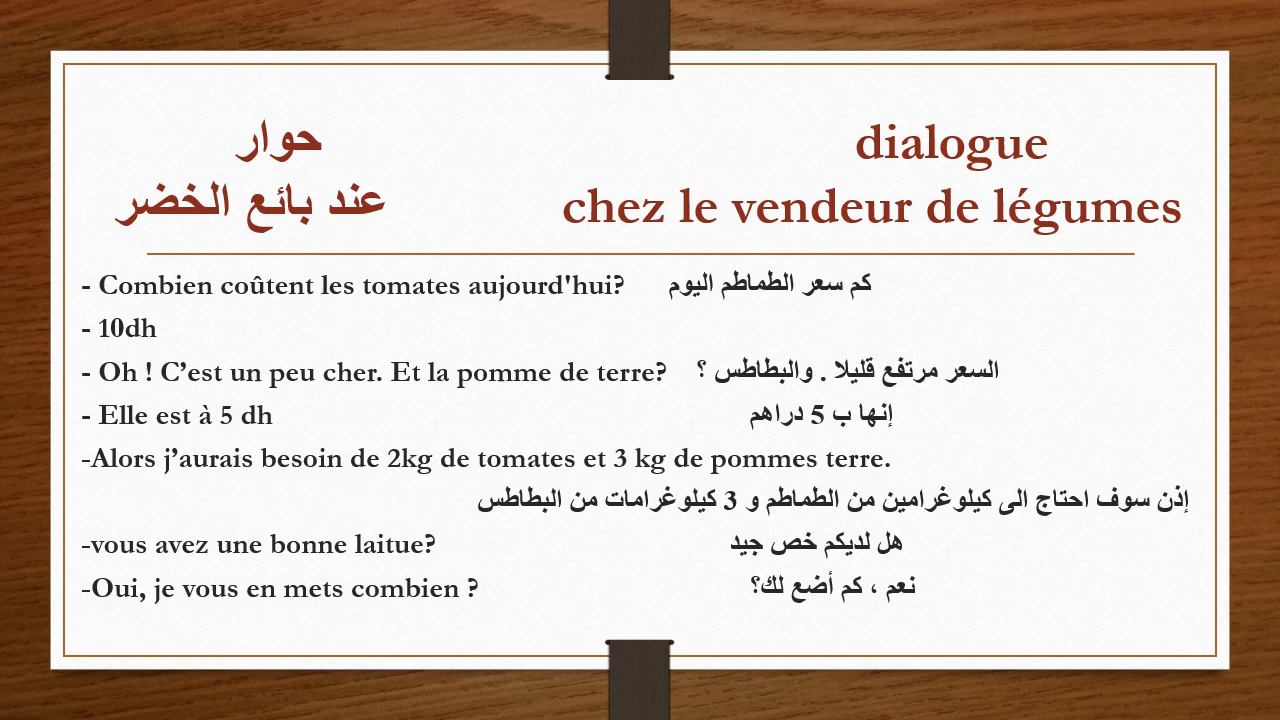 حوار
عند بائع الخضر
dialogue
chez le vendeur de légumes
- Combien coûtent les tomates aujourd'hui? كم سعر الطماطم اليوم
- 10dh
- Oh ! C’est un peu cher. Et la pomme de terre? السعر مرتفع قليلا . والبطاطس ؟
- Elle est à 5 dh إنها ب 5 دراهم
-Alors j’aurais besoin de 2kg de tomates et 3 kg de pommes terre.
إذن سوف احتاج الى كيلوغرامين من الطماطم و 3 كيلوغرامات من البطاطس
-vous avez une bonne laitue? هل لديكم خص جيد
-Oui, je vous en mets combien ? نعم ، كم أضع لك؟